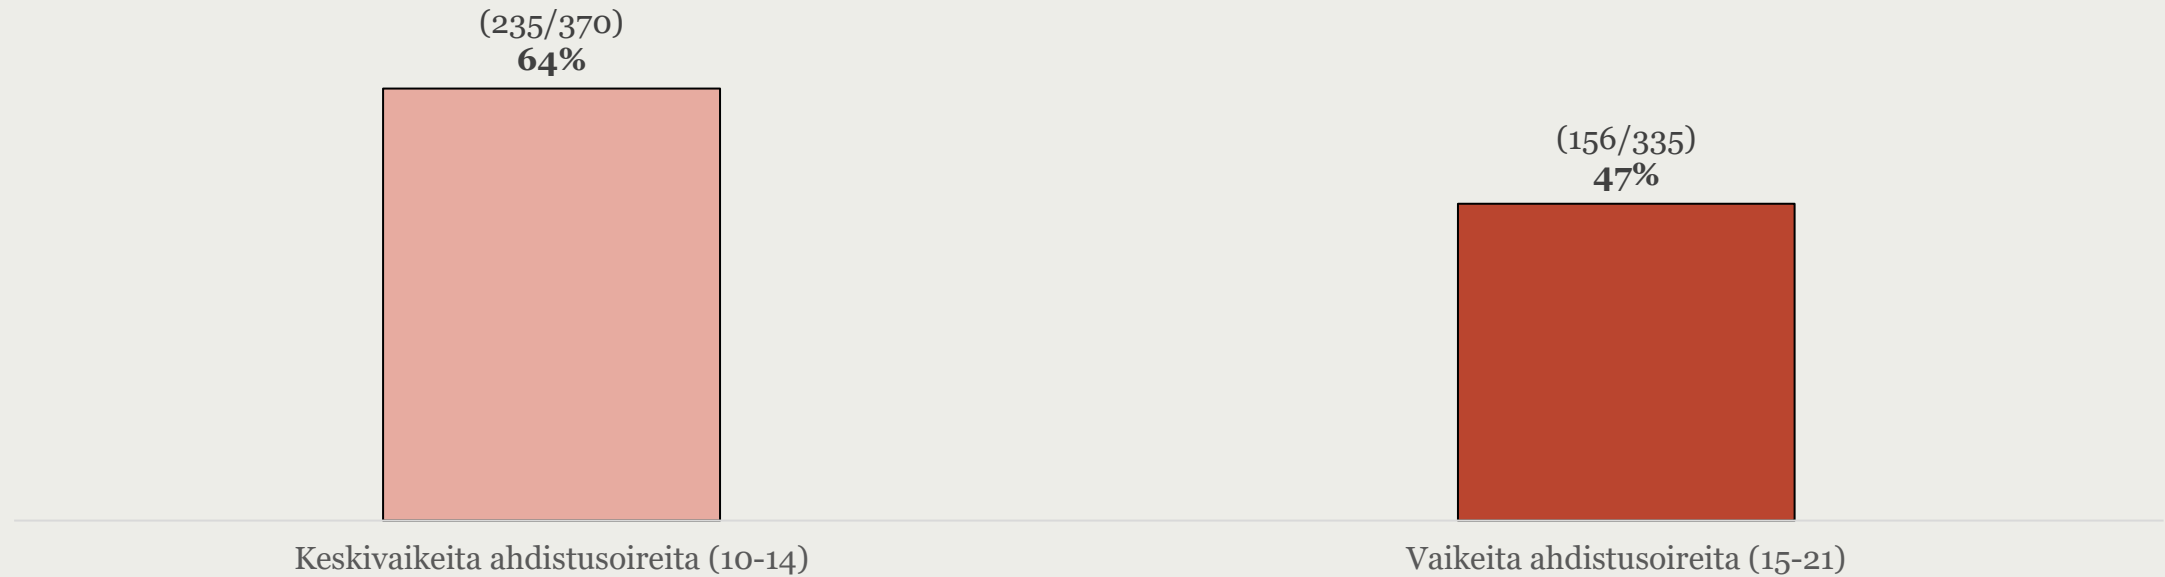 (235/370)
64%
(156/335)
47%
Keskivaikeita ahdistusoireita (10-14)
Vaikeita ahdistusoireita (15-21)